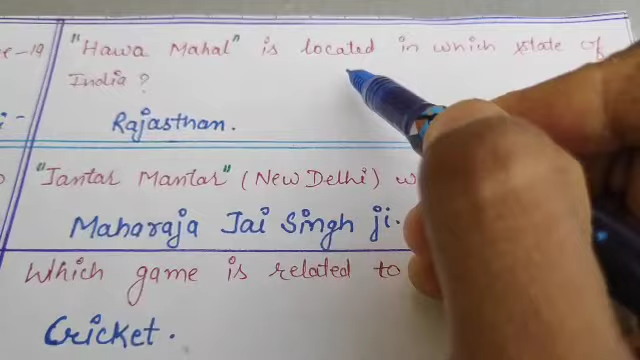 -19
"Hawa Mahal" is located in which state of
India ?
Rajasthan.
"Jantar Mantar" (New Delhi)
Maharaja Jai Singh ji.
Which game is related to
Cricket.